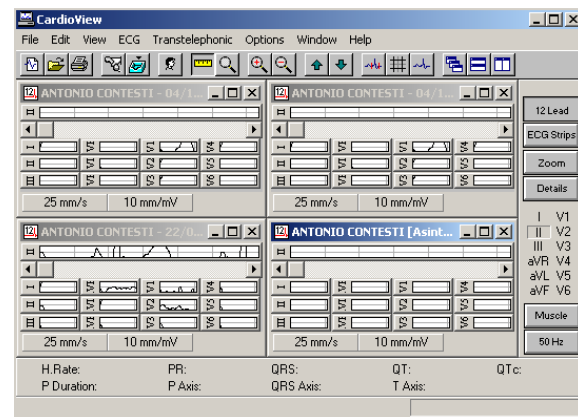 CardioView
File Edit View ECG Transtelephonic Options Window Help
ANTONIO CONTESTI - 04/1...
ANTONIO CONTESTI - 04/1...
25 mm/s 10 mm/mV
25 mm/s 10 mm/mV
ANTONIO CONTESTI - 22/0...
ANTONIO CONTESTI [Asint...
25 mm/s 10 mm/mV
25 mm/s 10 mm/mV
12 Lead
ECG Strips
Zoom
Details
I V1
II V2
III V3
aVR V4
aVL V5
aVF V6
Muscle
50 Hz
H.Rate: PR: QRS: QT: QTc:
P Duration: P Axis: QRS Axis: T Axis: